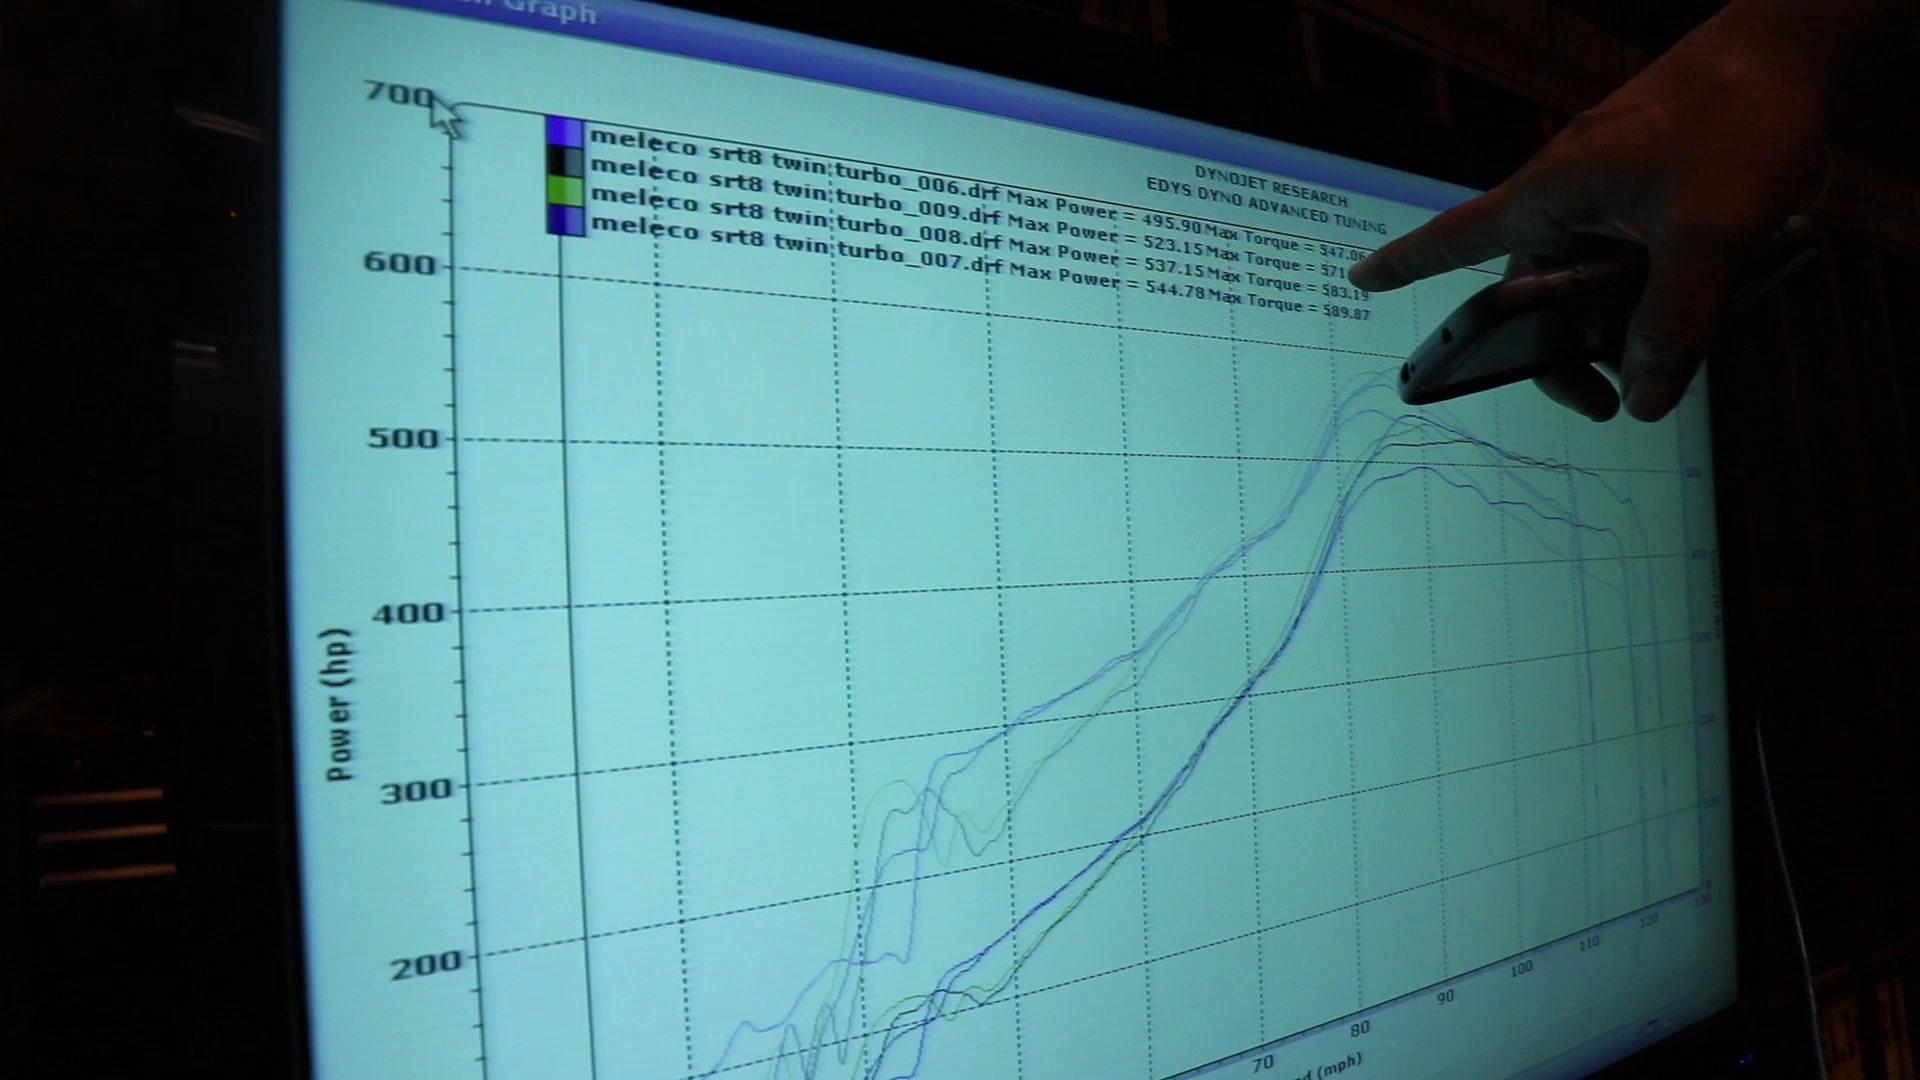 Graph
700
meleco srt8 twin turbo_006.drf Max Power = 495.90 Max Torque = 547.06
meleco srt8 twin turbo_009.drf Max Power = 523.15 Max Torque = 571.
meleco srt8 twin turbo_008.drf Max Power = 537.15 Max Torque = 583.19
meleco srt8 twin turbo_007.drf Max Power = 544.78 Max Torque = 589.87
DYNOJET RESEARCH
EDYS DYNO ADVANCED TUNING
600
500
400
300
200
Power (hp)
70
80
90
100
110
120
130
(mph)